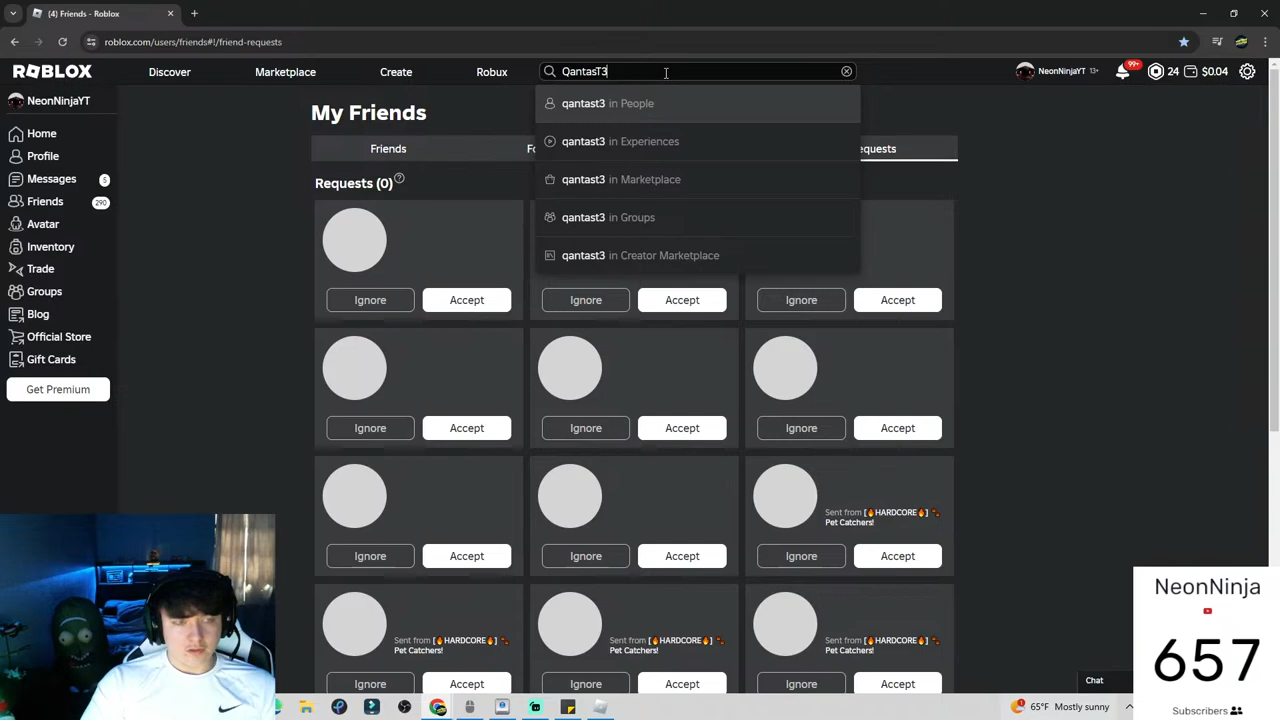 (4) Friends - Roblox
roblox.com/users/friends#!/friend-requests
ROBLOX
Discover
Marketplace
Create
Robux
QantasT3
NeonNinjaYT 13+
99+
24
$0.04
NeonNinjaYT
Home
Profile
Messages 5
Friends 290
Avatar
Inventory
Trade
Groups
Blog
Official Store
Gift Cards
Get Premium
My Friends
qantast3 in People
qantast3 in Experiences
qantast3 in Marketplace
qantast3 in Groups
qantast3 in Creator Marketplace
Friends
Fo
equests
Requests (0)
Ignore Accept Ignore Accept Ignore Accept
Ignore Accept Ignore Accept Ignore Accept
Sent from [🔥HARDCORE🔥]
Pet Catchers!
Ignore Accept Ignore Accept Ignore Accept
Sent from [🔥HARDCORE🔥]
Pet Catchers!
Sent from [🔥HARDCORE🔥]
Pet Catchers!
Sent from [🔥HARDCORE🔥]
Pet Catchers!
Ignore Accept Ignore Accept Ignore Accept
Chat
NeonNinja
657
Subscribers
65°F Mostly sunny